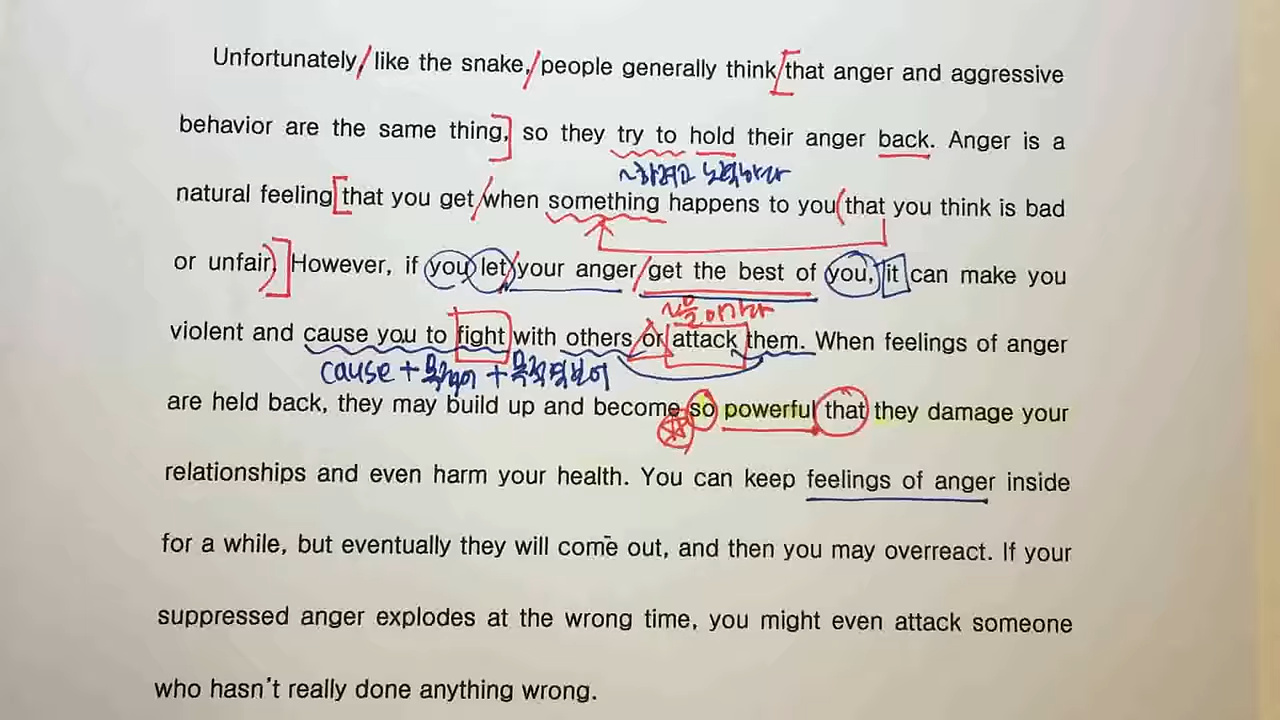 Unfortunately, like the snake, people generally think that anger and aggressive
behavior are the same thing, so they try to hold their anger back. Anger is a
~하려고 노력하다
natural feeling that you get when something happens to you that you think is bad
or unfair. However, if you let your anger get the best of you, it can make you
~을 이기다
violent and cause you to fight with others or attack them. When feelings of anger
cause + 목적어 + 목적격보어
are held back, they may build up and become so powerful that they damage your
relationships and even harm your health. You can keep feelings of anger inside
for a while, but eventually they will come out, and then you may overreact. If your
suppressed anger explodes at the wrong time, you might even attack someone
who hasn't really done anything wrong.